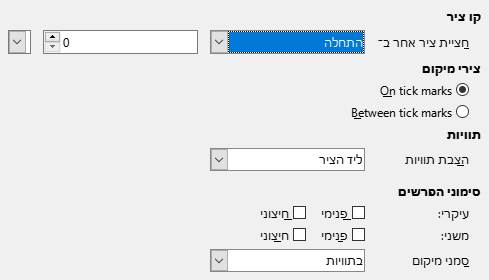 קו ציר
חציית ציר אחר ב־ התחלה 0
צירי מיקום
On tick marks
Between tick marks
תוויות
הצבת תוויות ליד הציר
סימוני הפרשים
עיקרי: פנימי חיצוני
משני: פנימי חיצוני
סמני מיקום בתוויות